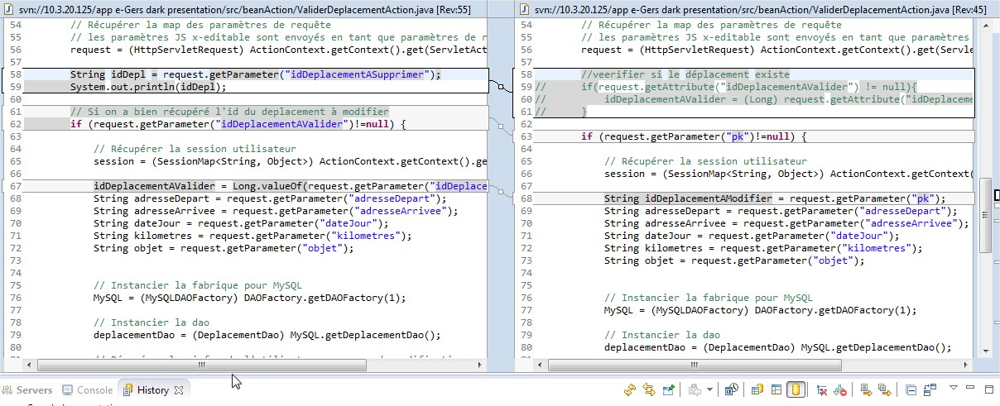 svn://10.3.20.125/app e-Gers dark presentation/src/beanAction/ValiderDeplacementAction.java [Rev:55]
54 // Récupérer la map des paramètres de requête
55 // les paramètres JS x-editable sont envoyés en tant que paramètres de r
56 request = (HttpServletRequest) ActionContext.getContext().get(ServletAct
57
58 String idDepl = request.getParameter("idDeplacementASupprimer");
59 System.out.println(idDepl);
60
61 // Si on a bien récupéré l'id du deplacement à modifier
62 if (request.getParameter("idDeplacementAValider")!=null) {
63
64 // Récupérer la session utilisateur
65 session = (SessionMap<String, Object>) ActionContext.getContext().ge
66
67 idDeplacementAValider = Long.valueOf(request.getParameter("idDeplace
68 String adresseDepart = request.getParameter("adresseDepart");
69 String adresseArrivee = request.getParameter("adresseArrivee");
70 String dateJour = request.getParameter("dateJour");
71 String kilometres = request.getParameter("kilometres");
72 String objet = request.getParameter("objet");
73
74
75 // Instancier la fabrique pour MySQL
76 MySQL = (MySQLDAOFactory) DAOFactory.getDAOFactory(1);
77
78 // Instancier la dao
79 deplacementDao = (DeplacementDao) MySQL.getDeplacementDao();
80
svn://10.3.20.125/app e-Gers dark presentation/src/beanAction/ValiderDeplacementAction.java [Rev:45]
54 // Récupérer la map des paramètres de requête
55 // les paramètres JS x-editable sont envoyés en tant que paramètres
56 request = (HttpServletRequest) ActionContext.getContext().get(Servle
57
58 //veerifier si le déplacement existe
59 // if(request.getAttribute("idDeplacementAValider") != null){
60 // idDeplacementAValider = (Long) request.getAttribute("idDeplaceme
61 // }
62
63 if (request.getParameter("pk")!=null) {
64
65 // Récupérer la session utilisateur
66 session = (SessionMap<String, Object>) ActionContext.getContext(
67
68 String idDeplacementAModifier = request.getParameter("pk");
69 String adresseDepart = request.getParameter("adresseDepart");
70 String adresseArrivee = request.getParameter("adresseArrivee");
71 String dateJour = request.getParameter("dateJour");
72 String kilometres = request.getParameter("kilometres");
73 String objet = request.getParameter("objet");
74
75
76 // Instancier la fabrique pour MySQL
77 MySQL = (MySQLDAOFactory) DAOFactory.getDAOFactory(1);
78
79 // Instancier la dao
80 deplacementDao = (DeplacementDao) MySQL.getDeplacementDao();
Servers Console History